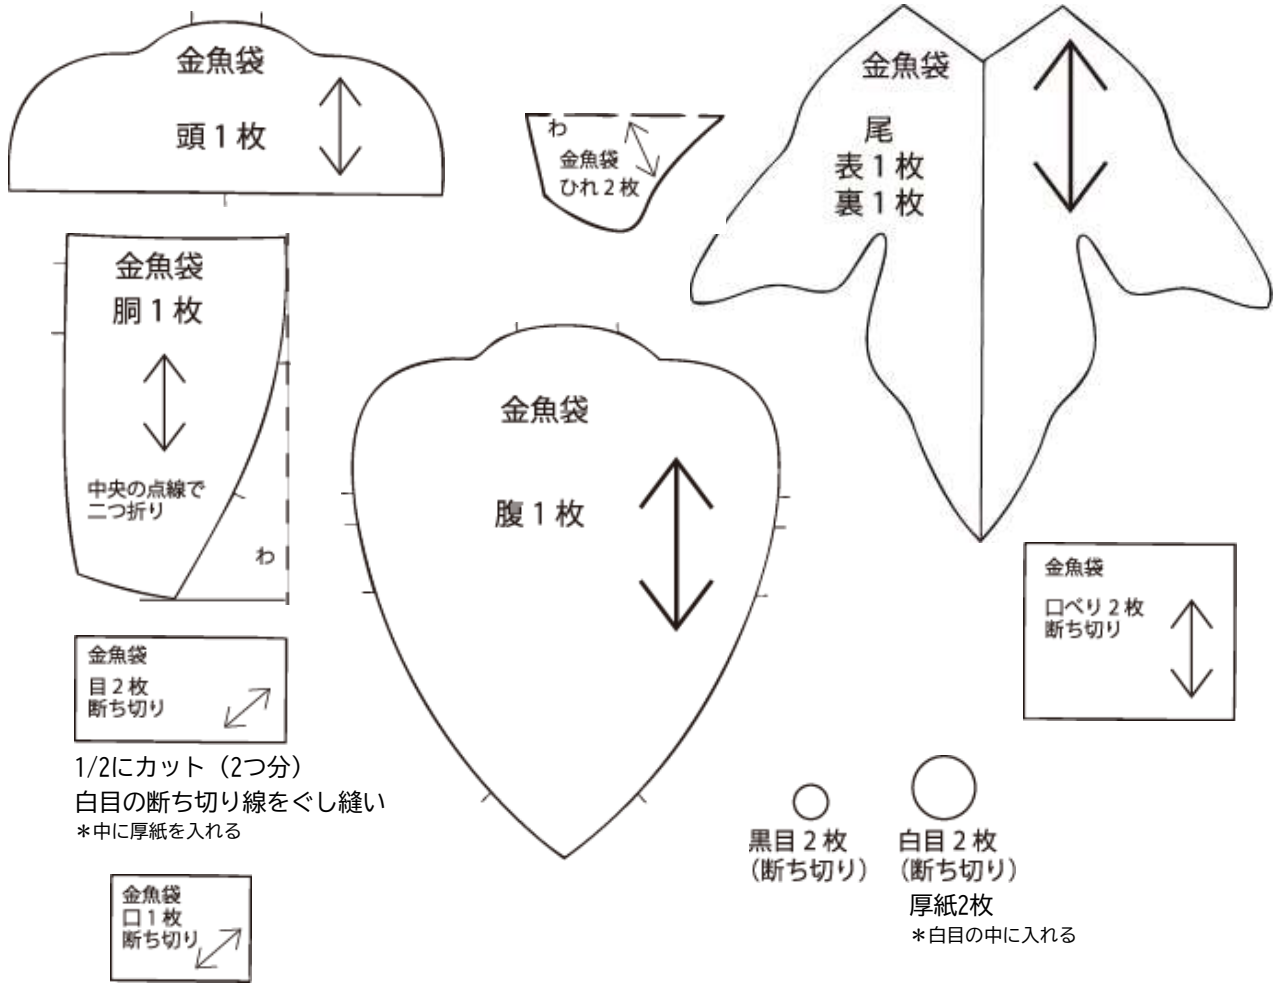 金魚袋
頭1枚
わ
金魚袋
ひれ2枚
金魚袋
尾
表1枚
裏1枚
金魚袋
胴1枚
中央の点線で
二つ折り
わ
金魚袋
腹1枚
金魚袋
口べり2枚
断ち切り
金魚袋
目2枚
断ち切り
1/2にカット（2つ分）
白目の断ち切り線をぐし縫い
＊中に厚紙を入れる
黒目2枚
（断ち切り）
白目2枚
（断ち切り）
厚紙2枚
＊白目の中に入れる
金魚袋
口1枚
断ち切り